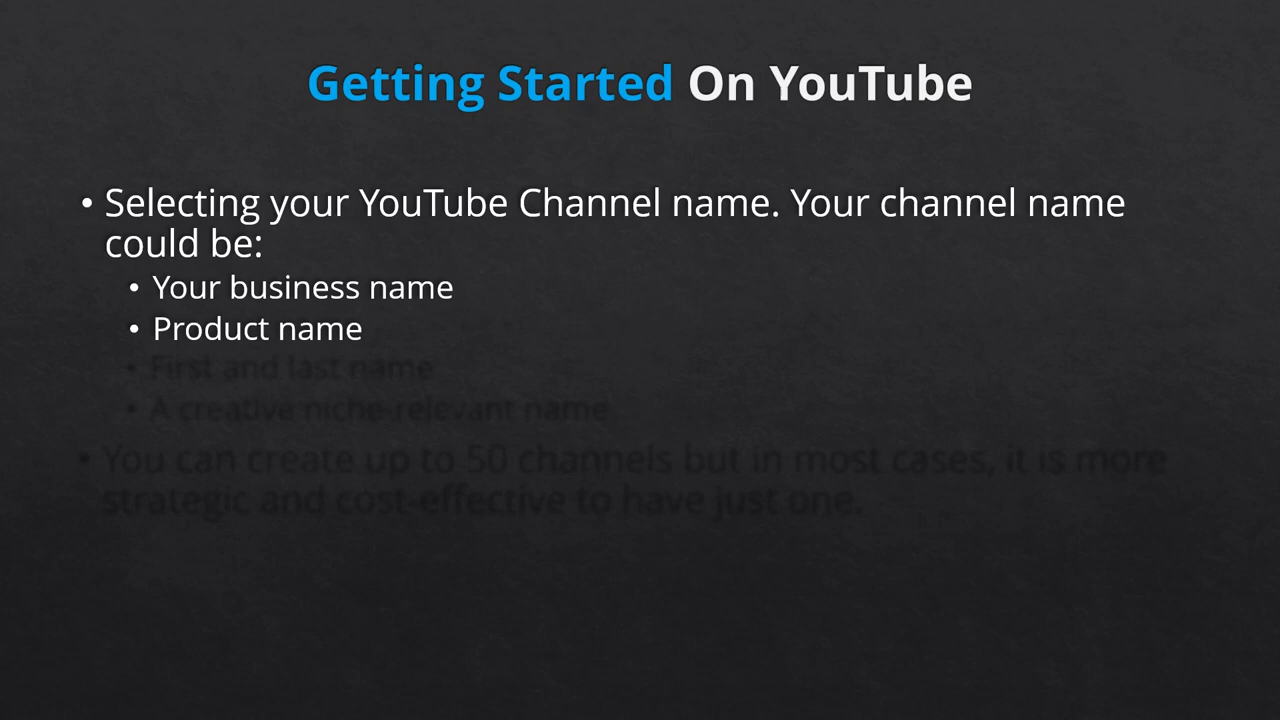 Getting Started On YouTube
• Selecting your YouTube Channel name. Your channel name
could be:
• Your business name
• Product name
• First and last name
• A creative niche-relevant name
• You can create up to 50 channels but in most cases, it is more
strategic and cost-effective to have just one.